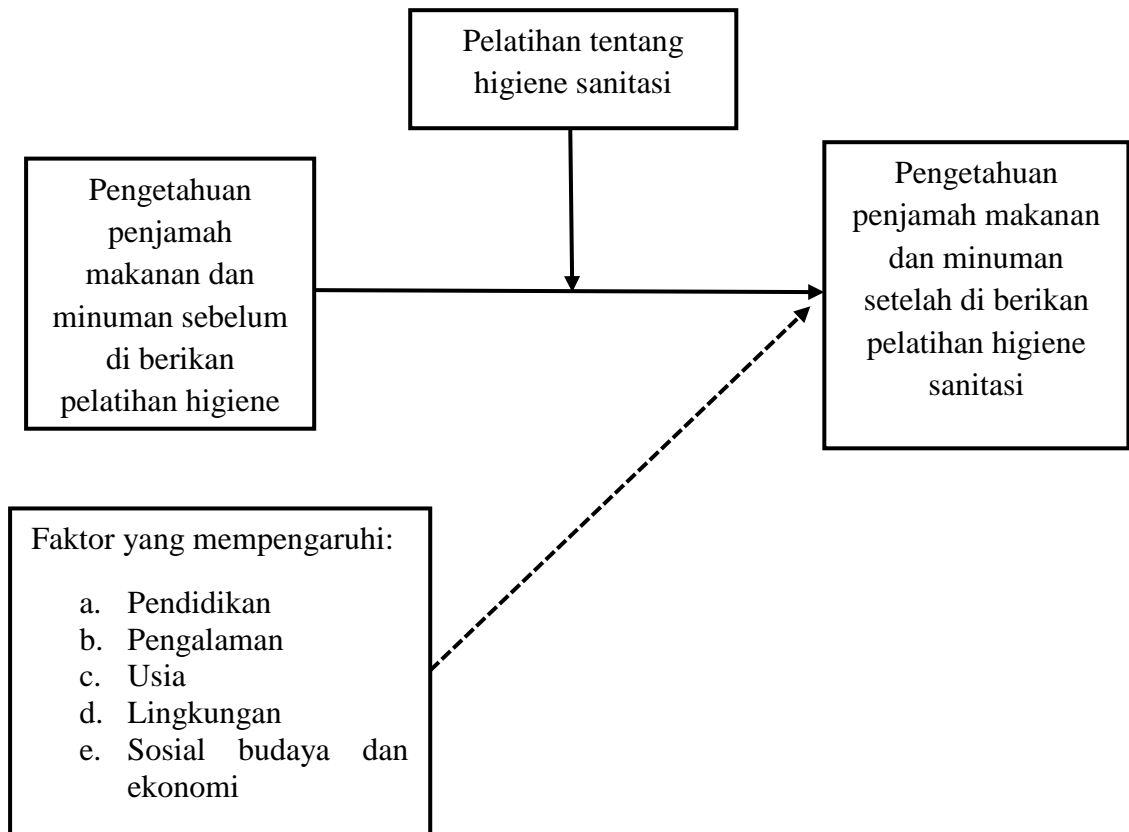 Pelatihan tentang
higiene sanitasi
Pengetahuan
penjamah
makanan dan
minuman sebelum
di berikan
pelatihan higiene
Pengetahuan
penjamah makanan
dan minuman
setelah di berikan
pelatihan higiene
sanitasi
Faktor yang mempengaruhi:
a. Pendidikan
b. Pengalaman
c. Usia
d. Lingkungan
e. Sosial budaya dan
ekonomi